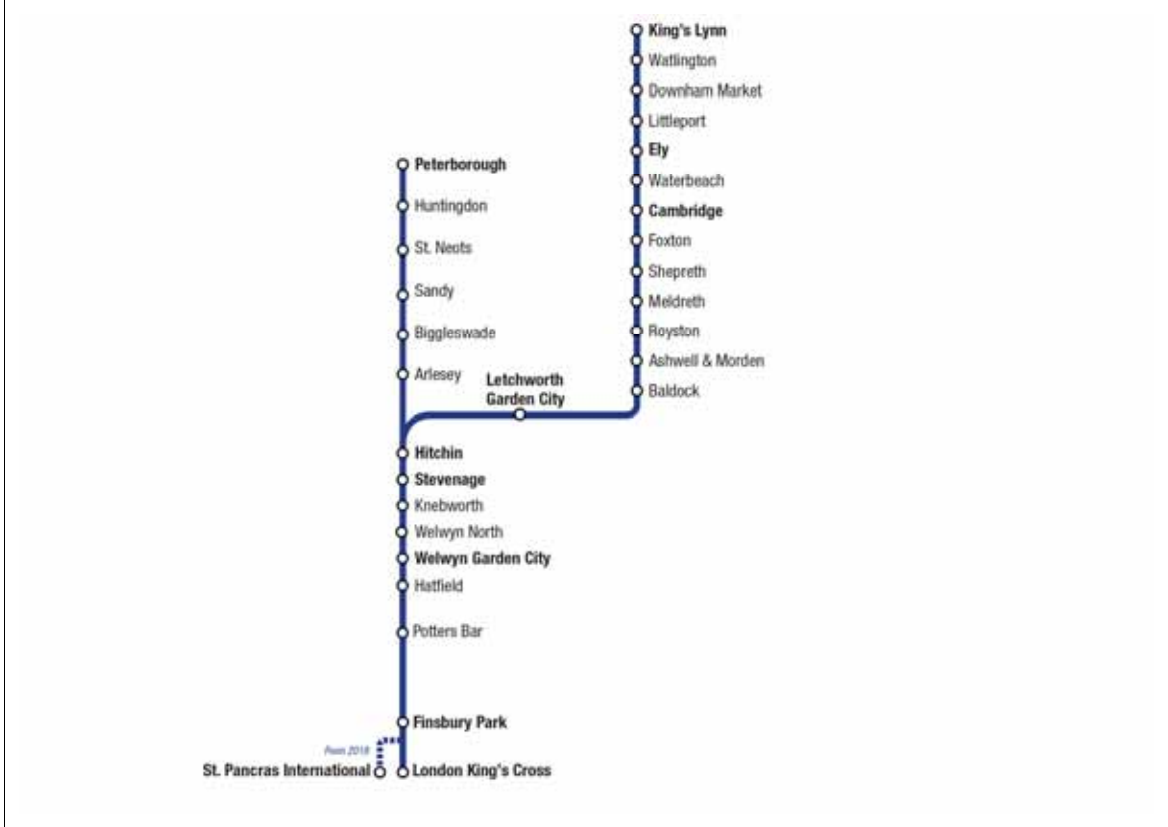 King's Lynn
Watlington
Downham Market
Littleport
Ely
Waterbeach
Cambridge
Foxton
Shepreth
Meldreth
Royston
Ashwell & Morden
Baldock
Letchworth
Garden City
Peterborough
Huntingdon
St. Neots
Sandy
Biggleswade
Arlesey
Hitchin
Stevenage
Knebworth
Welwyn North
Welwyn Garden City
Hatfield
Potters Bar
Finsbury Park
From 2018
St. Pancras International
London King's Cross